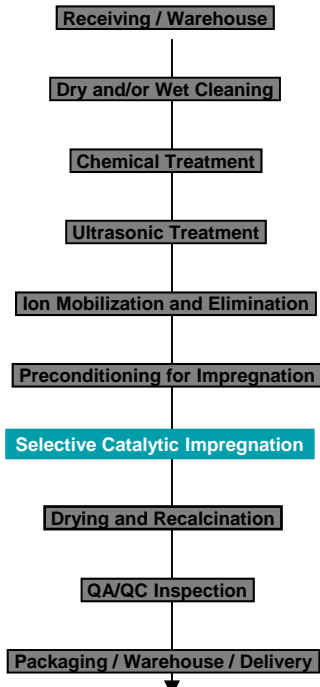 Receiving / Warehouse
Dry and/or Wet Cleaning
Chemical Treatment
Ultrasonic Treatment
Ion Mobilization and Elimination
Preconditioning for Impregnation
Selective Catalytic Impregnation
Drying and Recalcination
QA/QC Inspection
Packaging / Warehouse / Delivery